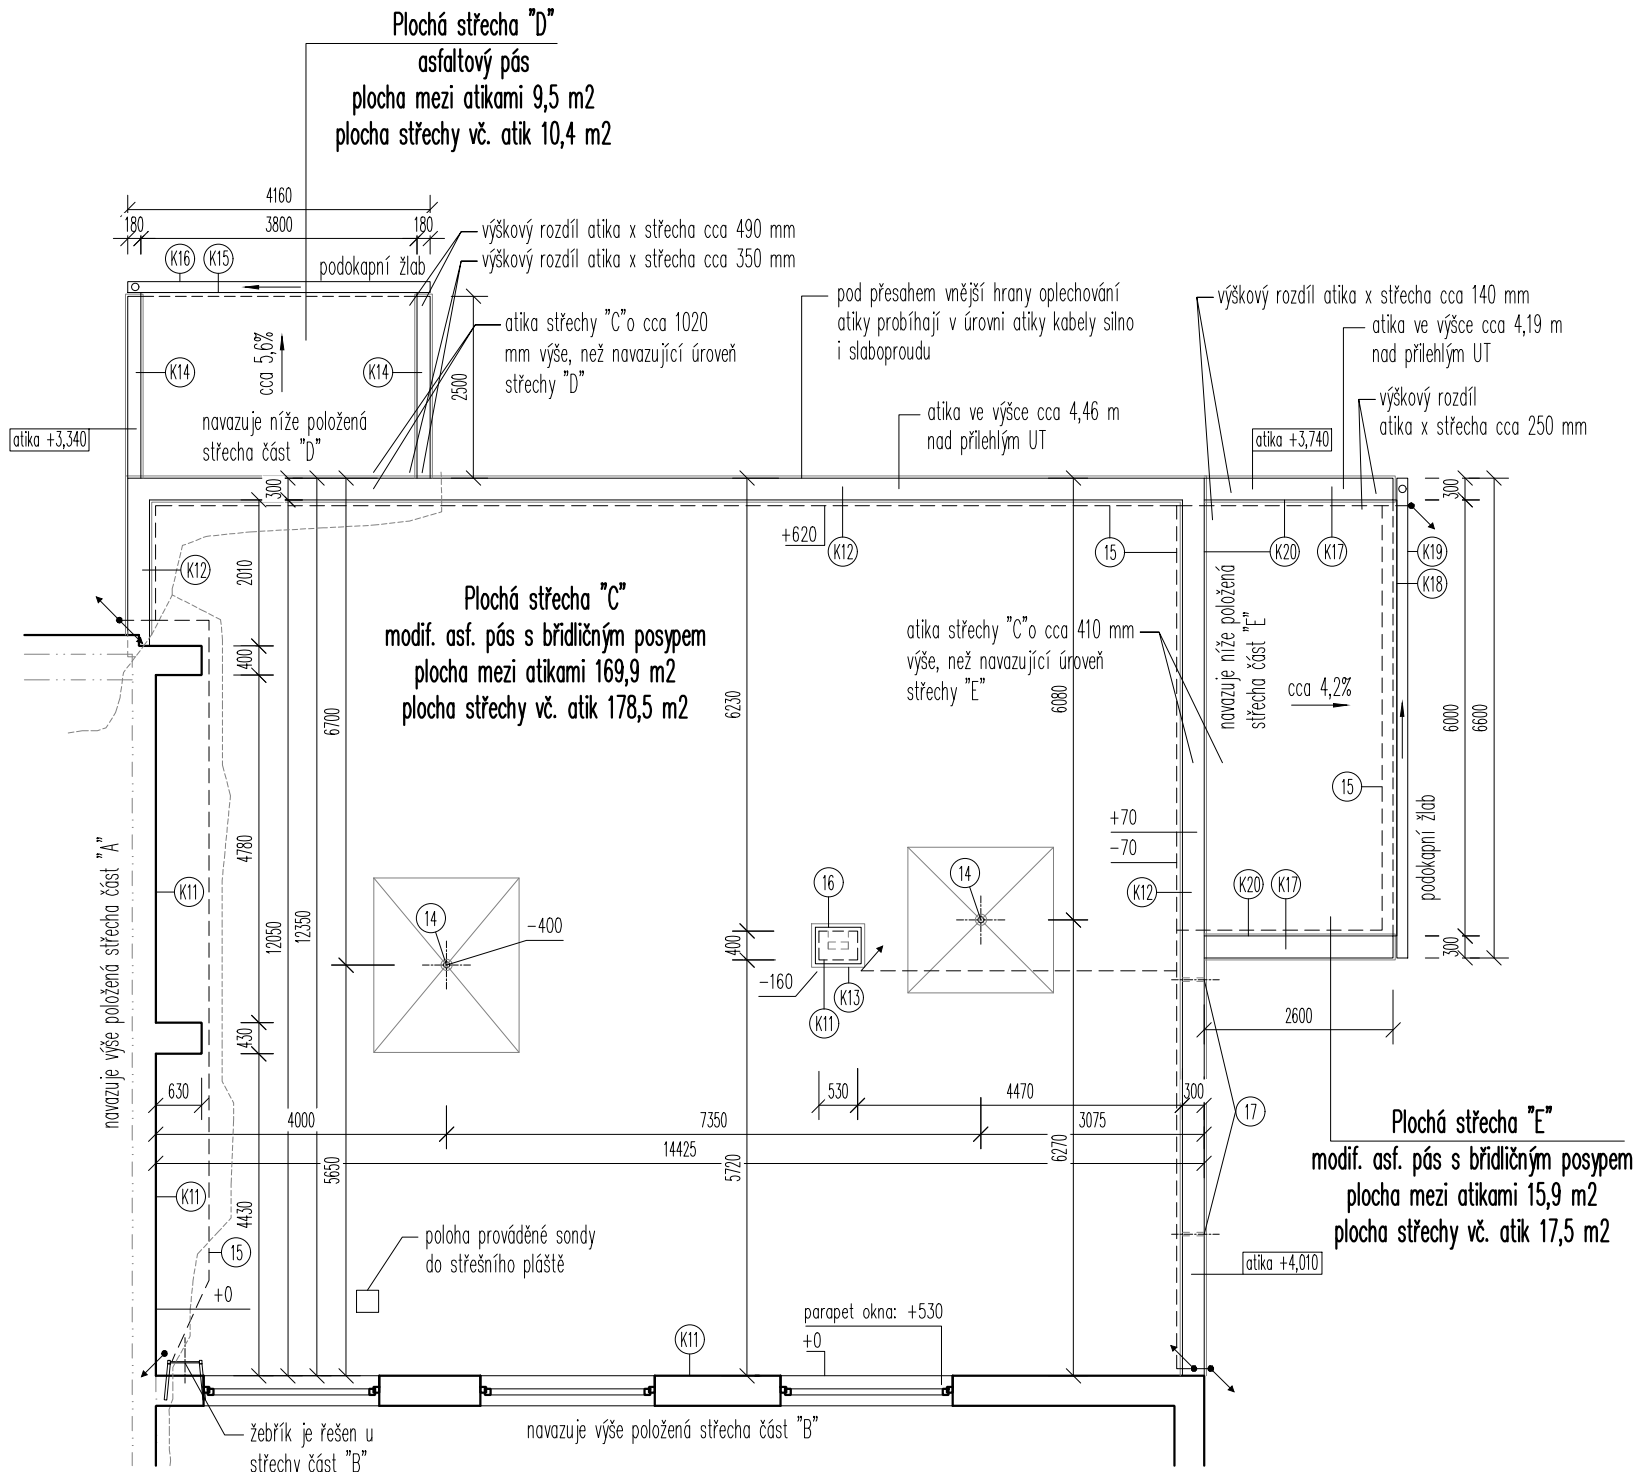 Plochá střecha "D"
asfaltový pás
plocha mezi atikami 9,5 m2
plocha střechy vč. atik 10,4 m2
4160
180
3800
180
K16
K15
podokapní žlab
výškový rozdíl atika x střecha cca 490 mm
výškový rozdíl atika x střecha cca 350 mm
atika střechy "C"o cca 1020
mm výše, než navazující úroveň
střechy "D"
pod přesahem vnější hrany oplechování
atiky probíhají v úrovni atiky kabely silno
i slaboproudu
výškový rozdíl atika x střecha cca 140 mm
atika ve výšce cca 4,19 m
nad přilehlým UT
výškový rozdíl
atika x střecha cca 250 mm
atika ve výšce cca 4,46 m
nad přilehlým UT
K14
cca 5,6%
K14
2500
navazuje níže položená
střecha část "D"
atika +3,340
atika +3,740
300
300
+620
K12
15
K20
K17
K19
K18
K12
2010
400
Plochá střecha "C"
modif. asf. pás s břidličným posypem
plocha mezi atikami 169,9 m2
plocha střechy vč. atik 178,5 m2
atika střechy "C"o cca 410 mm
výše, než navazující úroveň
střechy "E"
navazuje níže položená
střecha část "E"
cca 4,2%
6700
6230
6080
6000
6600
15
podokapní žlab
+70
-70
K12
K20
K17
300
navazuje výše položená střecha část "A"
K11
4780
12050
12350
14
-400
16
14
400
-160
K13
K11
430
2600
630
530
4470
300
4000
7350
3075
14425
17
5650
5720
6270
Plochá střecha "E"
modif. asf. pás s břidličným posypem
plocha mezi atikami 15,9 m2
plocha střechy vč. atik 17,5 m2
K11
4430
15
poloha prováděné sondy
do střešního pláště
atika +4,010
+0
parapet okna: +530
+0
K11
žebřík je řešen u
střechy část "B"
navazuje výše položená střecha část "B"